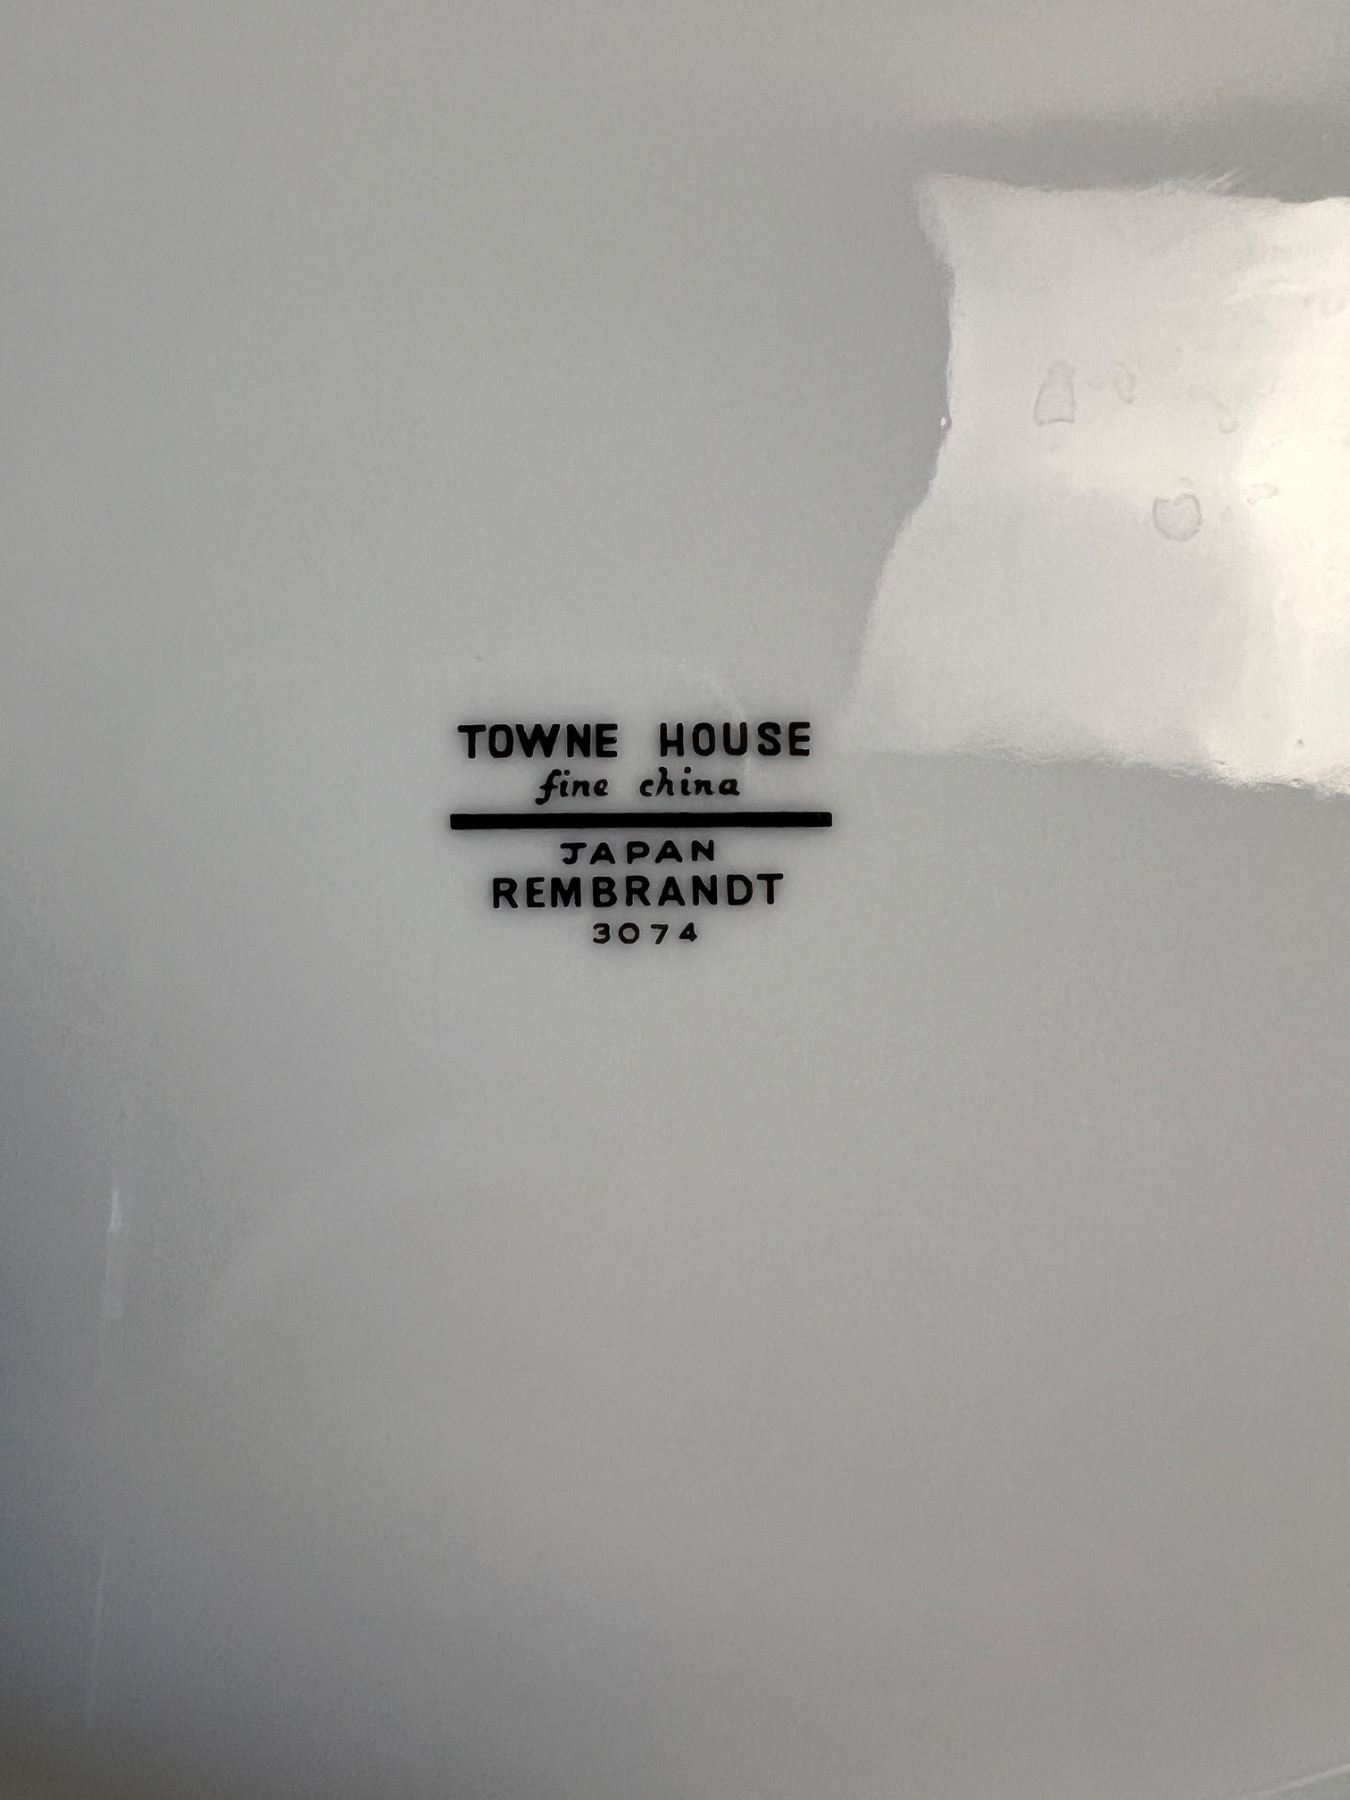 TOWNE HOUSE
fine china
JAPAN
REMBRANDT
3074